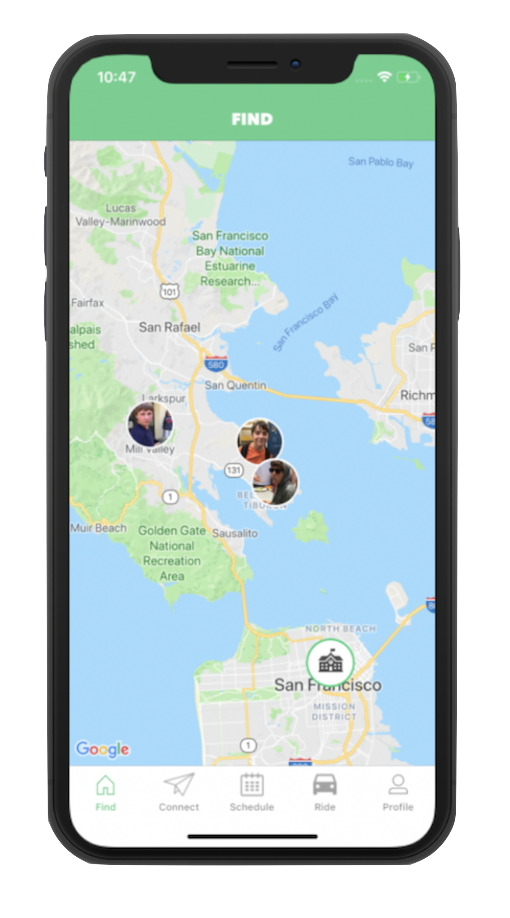 10:47
FIND
San Pablo Bay
Lucas
Valley-Marinwood
San Francisco
Bay National
Estuarine
Research...
101
Fairfax
San Francisco Bay
alpais
shed
San Rafael
San P
580
San Quentin
Richm
Larkspur
58
Mill Valley
131
BEL
TIBURON
1
Muir Beach
Golden Gate
National
Recreation
Area
Sausalito
8
NORTH BEACH
San Francisco
MISSION
DISTRICT
1
Google
Find
Connect
Schedule
Ride
Profile